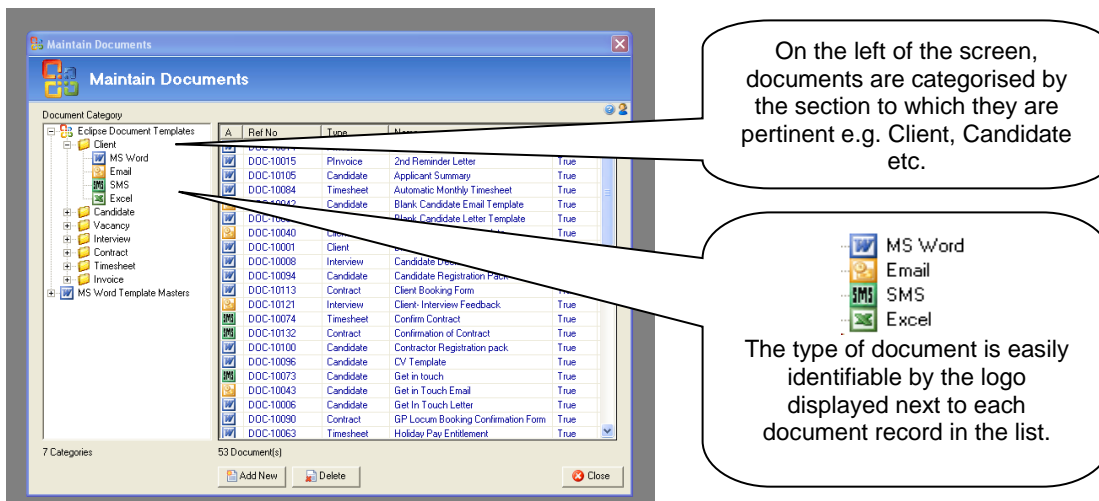 Maintain Documents
Maintain Documents
Document Category
Eclipse Document Templates
Client
MS Word
Email
SMS
Excel
Candidate
Vacancy
Interview
Contract
Timesheet
Invoice
MS Word Template Masters
A Ref No Type
DOC-10015 PInvoice 2nd Reminder Letter True
DOC-10105 Candidate Applicant Summary True
DOC-10084 Timesheet Automatic Monthly Timesheet True
Candidate Blank Candidate Email Template True
Blank Candidate Letter Template True
DOC-10040 True
DOC-10001 Client True
DOC-10008 Interview Candidate True
DOC-10094 Candidate Candidate Registration Pack True
DOC-10113 Contract Client Booking Form
DOC-10121 Interview Client- Interview Feedback True
SMS DOC-10074 Timesheet Confirm Contract True
SMS DOC-10132 Contract Confirmation of Contract True
DOC-10100 Candidate Contractor Registration pack True
DOC-10096 Candidate CV Template True
SMS DOC-10073 Candidate Get in touch True
DOC-10043 Candidate Get in Touch Email True
DOC-10006 Candidate Get In Touch Letter True
DOC-10090 Contract GP Locum Booking Confirmation Form True
DOC-10063 Timesheet Holiday Pay Entitlement True
7 Categories
53 Document(s)
Add New
Delete
Close
On the left of the screen,
documents are categorised by
the section to which they are
pertinent e.g. Client, Candidate
etc.
MS Word
Email
SMS SMS
Excel
The type of document is easily
identifiable by the logo
displayed next to each
document record in the list.